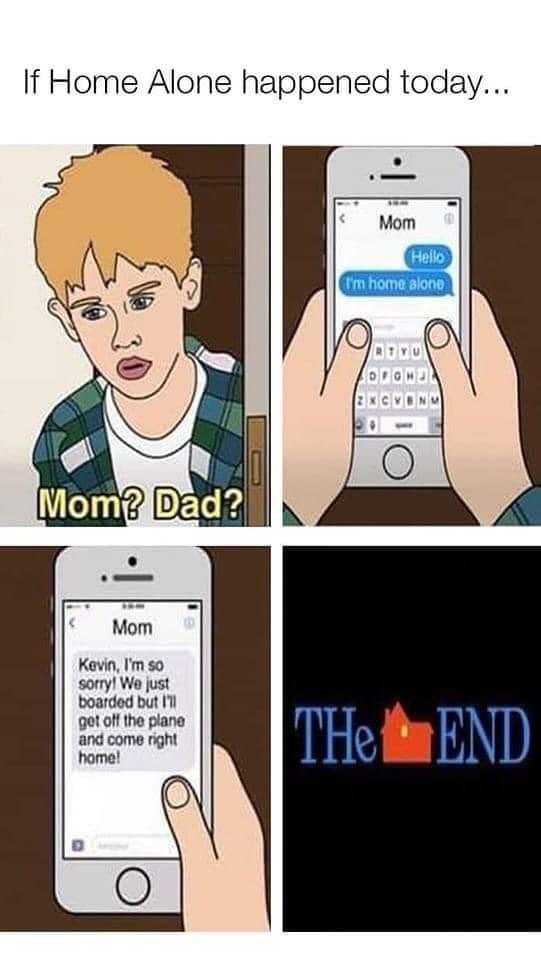 If Home Alone happened today...
Mom? Dad?
Mom
Hello
I'm home alone
R T Y U
D F G H J
Z X C V B N M
space
Mom
Kevin, I'm so
sorry! We just
boarded but I'll
get off the plane
and come right
home!
THe END